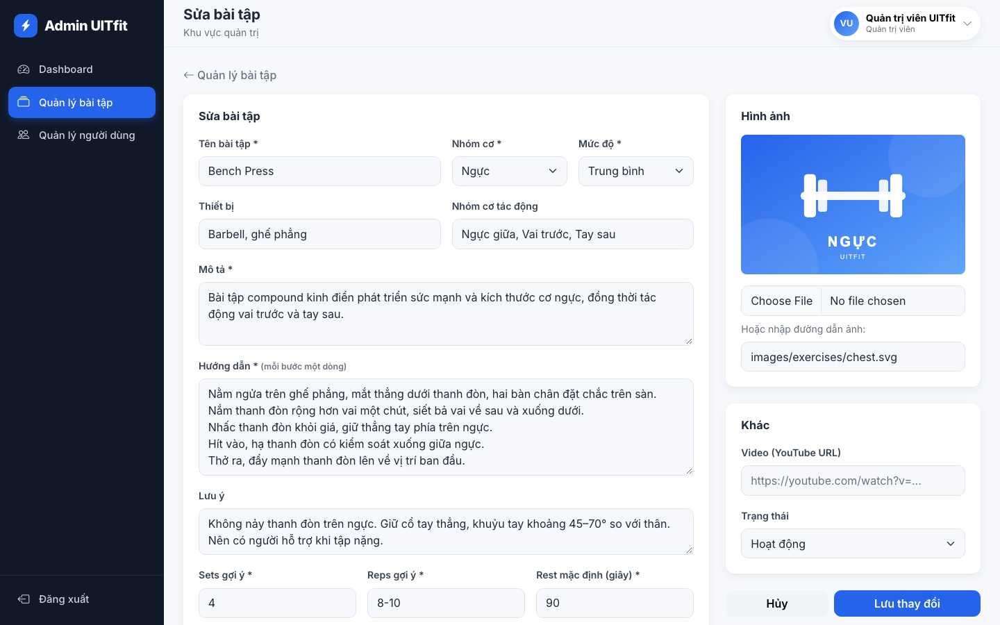 Admin UITfit
Dashboard
Quản lý bài tập
Quản lý người dùng
Đăng xuất
Sửa bài tập
Khu vực quản trị
VU
Quản trị viên UITfit
Quản trị viên
← Quản lý bài tập
Sửa bài tập
Tên bài tập *
Bench Press
Nhóm cơ *
Ngực
Mức độ *
Trung bình
Thiết bị
Barbell, ghế phẳng
Nhóm cơ tác động
Ngực giữa, Vai trước, Tay sau
Mô tả *
Bài tập compound kinh điển phát triển sức mạnh và kích thước cơ ngực, đồng thời tác
động vai trước và tay sau.
Hướng dẫn * (mỗi bước một dòng)
Nằm ngửa trên ghế phẳng, mắt thẳng dưới thanh đòn, hai bàn chân đặt chắc trên sàn.
Nắm thanh đòn rộng hơn vai một chút, siết bả vai về sau và xuống dưới.
Nhấc thanh đòn khỏi giá, giữ thẳng tay phía trên ngực.
Hít vào, hạ thanh đòn có kiểm soát xuống giữa ngực.
Thở ra, đẩy mạnh thanh đòn lên về vị trí ban đầu.
Lưu ý
Không nảy thanh đòn trên ngực. Giữ cổ tay thẳng, khuỷu tay khoảng 45–70° so với thân.
Nên có người hỗ trợ khi tập nặng.
Sets gợi ý *
4
Reps gợi ý *
8-10
Rest mặc định (giây) *
90
Hình ảnh
NGỰC
UITFIT
Choose File
No file chosen
Hoặc nhập đường dẫn ảnh:
images/exercises/chest.svg
Khác
Video (YouTube URL)
https://youtube.com/watch?v=...
Trạng thái
Hoạt động
Hủy
Lưu thay đổi